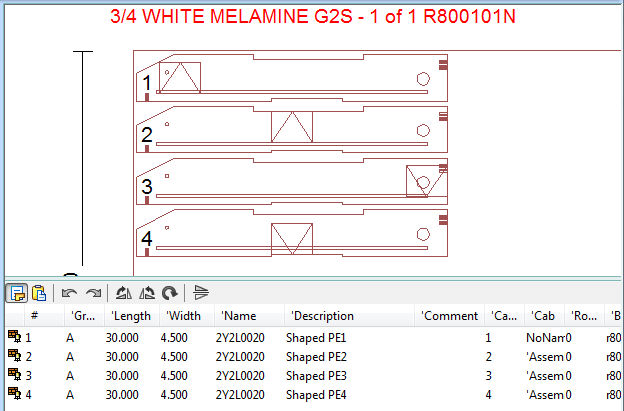 3/4 WHITE MELAMINE G2S - 1 of 1 R800101N
1
2
3
4
# 'Gr... 'Length 'Width 'Name 'Description 'Comment 'Ca... 'Cab 'Ro... 'B
1 A 30.000 4.500 2Y2L0020 Shaped PE1 1 NoNam 0 r80
2 A 30.000 4.500 2Y2L0020 Shaped PE2 2 'Assem 0 r80
3 A 30.000 4.500 2Y2L0020 Shaped PE3 3 'Assem 0 r80
4 A 30.000 4.500 2Y2L0020 Shaped PE4 4 'Assem 0 r80